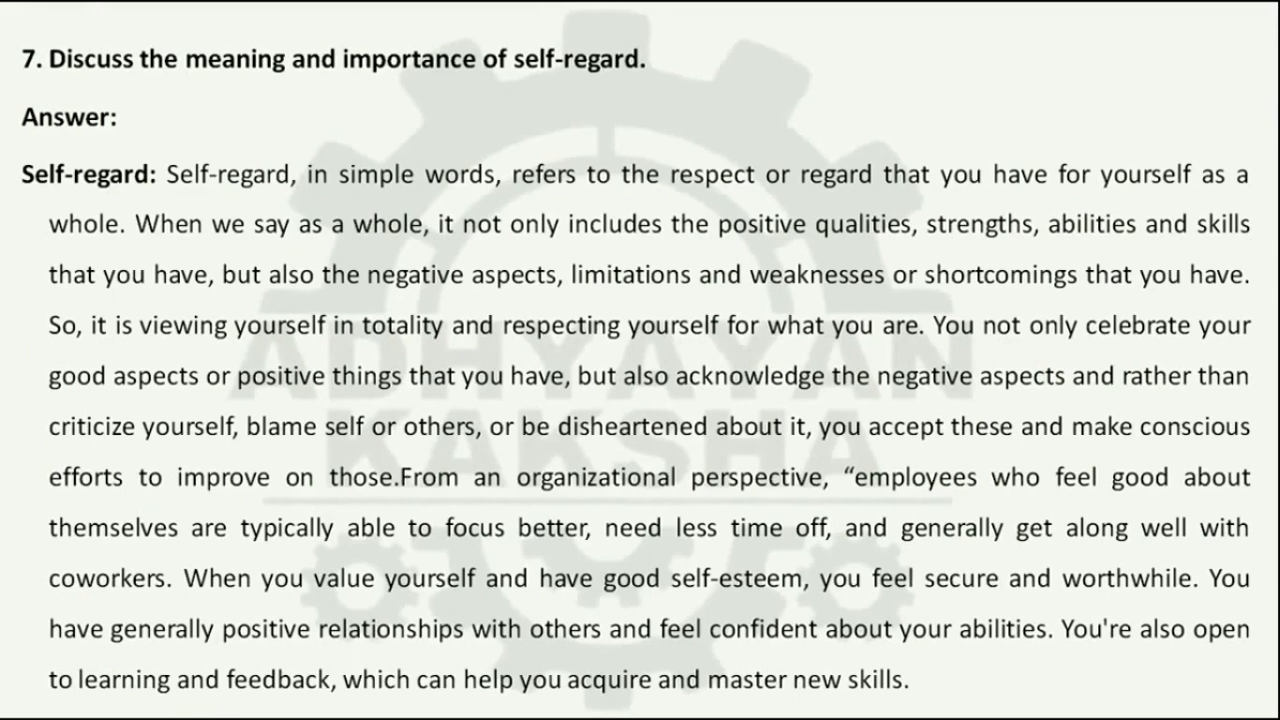 7. Discuss the meaning and importance of self-regard.
Answer:
Self-regard: Self-regard, in simple words, refers to the respect or regard that you have for yourself as a
whole. When we say as a whole, it not only includes the positive qualities, strengths, abilities and skills
that you have, but also the negative aspects, limitations and weaknesses or shortcomings that you have.
So, it is viewing yourself in totality and respecting yourself for what you are. You not only celebrate your
good aspects or positive things that you have, but also acknowledge the negative aspects and rather than
criticize yourself, blame self or others, or be disheartened about it, you accept these and make conscious
efforts to improve on those.From an organizational perspective, “employees who feel good about
themselves are typically able to focus better, need less time off, and generally get along well with
coworkers. When you value yourself and have good self-esteem, you feel secure and worthwhile. You
have generally positive relationships with others and feel confident about your abilities. You're also open
to learning and feedback, which can help you acquire and master new skills.
ADHYAYAN
KAKSHA